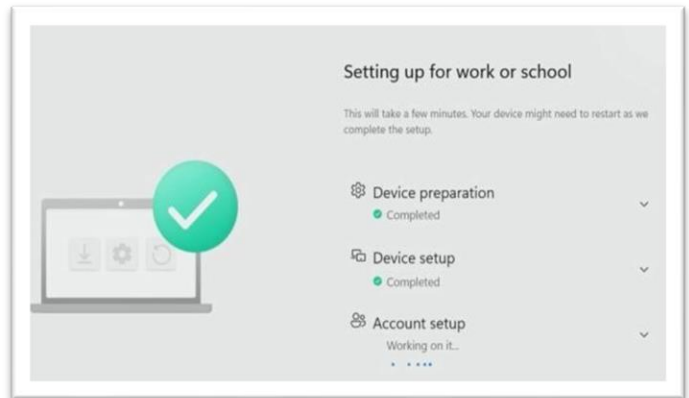 Setting up for work or school
This will take a few minutes. Your device might need to restart as we
complete the setup.
Device preparation
Completed
Device setup
Completed
Account setup
Working on it...